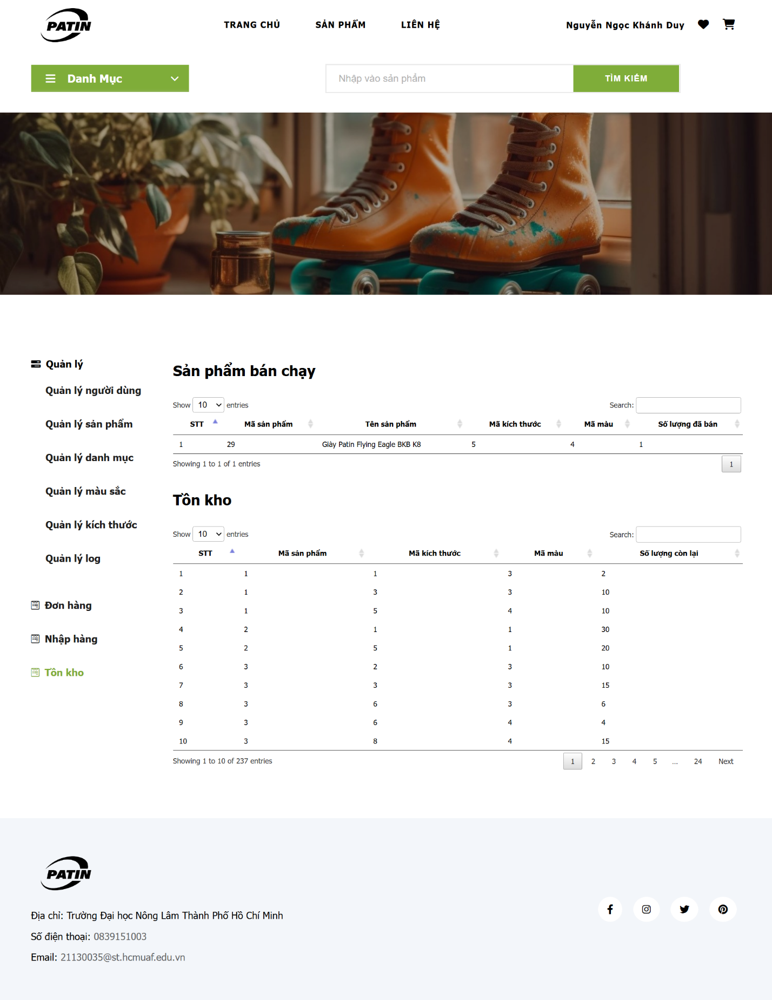 PATIN
TRANG CHỦ SẢN PHẨM LIÊN HỆ Nguyễn Ngọc Khánh Duy
Danh Mục
Nhập vào sản phẩm TÌM KIẾM
Quản lý
Quản lý người dùng
Quản lý sản phẩm
Quản lý danh mục
Quản lý màu sắc
Quản lý kích thước
Quản lý log
Đơn hàng
Nhập hàng
Tồn kho
Sản phẩm bán chạy
Show 10 entries Search:
STT Mã sản phẩm Tên sản phẩm Mã kích thước Mã màu Số lượng đã bán
1 29 Giày Patin Flying Eagle BKB K8 5 4 1
Showing 1 to 1 of 1 entries 1
Tồn kho
Show 10 entries Search:
STT Mã sản phẩm Mã kích thước Mã màu Số lượng còn lại
1 1 1 3 2
2 1 3 3 10
3 1 5 4 10
4 2 1 1 30
5 2 5 1 20
6 3 2 3 10
7 3 3 3 15
8 3 6 3 6
9 3 6 4 4
10 3 8 4 15
Showing 1 to 10 of 237 entries 1 2 3 4 5 ... 24 Next
PATIN
Địa chỉ: Trường Đại học Nông Lâm Thành Phố Hồ Chí Minh
Số điện thoại: 0839151003
Email: 21130035@st.hcmuaf.edu.vn